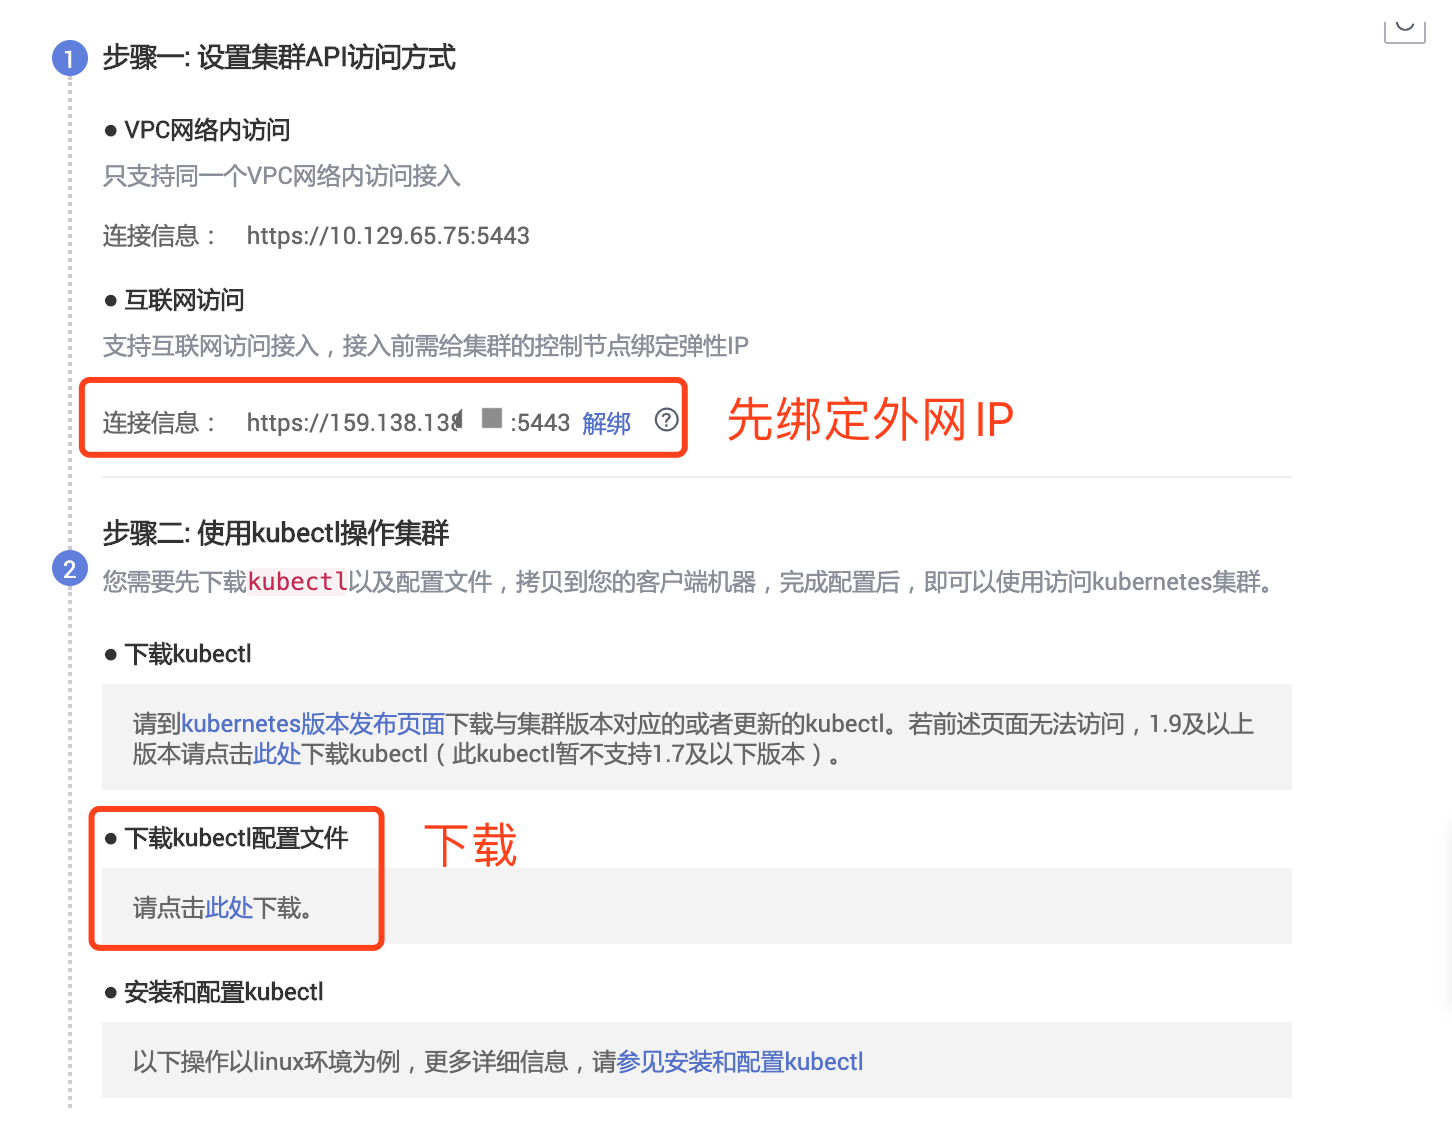 1 步骤一: 设置集群API访问方式
● VPC网络内访问
只支持同一个VPC网络内访问接入
连接信息： https://10.129.65.75:5443
● 互联网访问
支持互联网访问接入，接入前需给集群的控制节点绑定弹性IP
连接信息： https://159.138.138 :5443 解绑 ?
先绑定外网IP
步骤二: 使用kubectl操作集群
2
您需要先下载kubectl以及配置文件，拷贝到您的客户端机器，完成配置后，即可以使用访问kubernetes集群。
● 下载kubectl
请到kubernetes版本发布页面下载与集群版本对应的或者更新的kubectl。若前述页面无法访问，1.9及以上
版本请点击此处下载kubectl（此kubectl暂不支持1.7及以下版本）。
● 下载kubectl配置文件
下载
请点击此处下载。
● 安装和配置kubectl
以下操作以linux环境为例，更多详细信息，请参见安装和配置kubectl